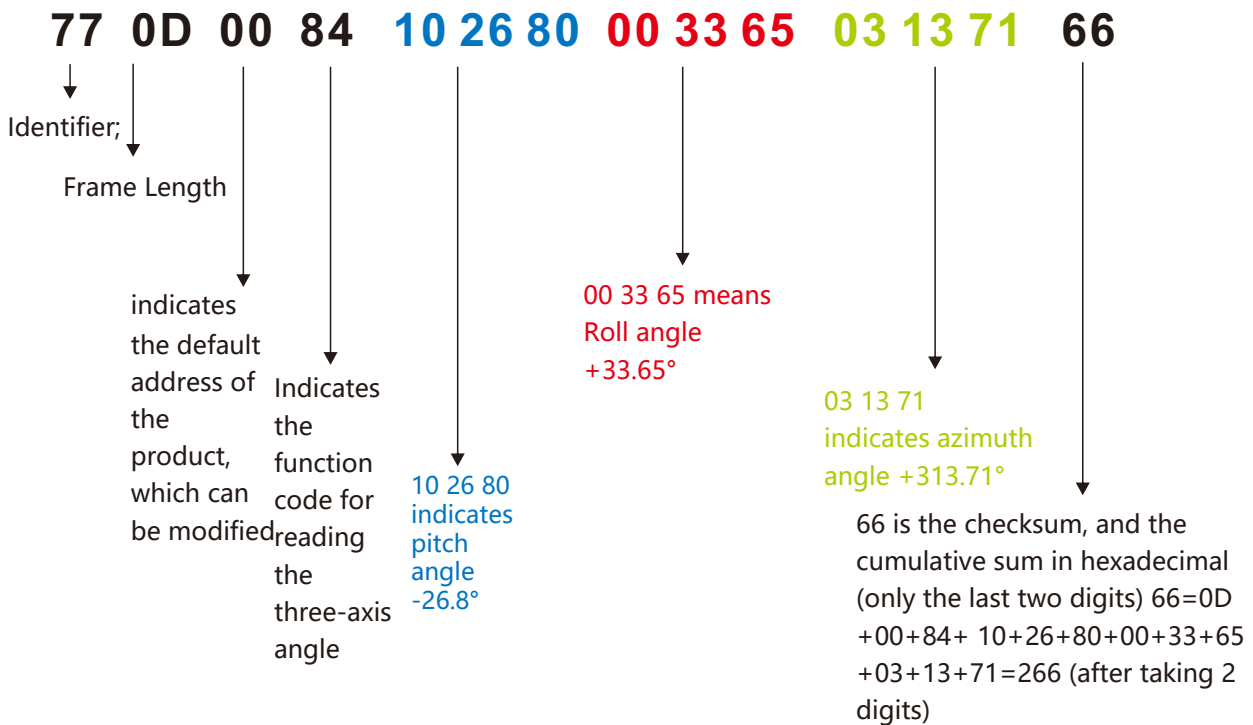 77 0D 00 84 10 26 80 00 33 65 03 13 71 66
Identifier;
Frame Length
indicates
the default
address of
the
product,
which can
be modified
Indicates
the
function
code for
reading
the
three-axis
angle
10 26 80
indicates
pitch
angle
-26.8°
00 33 65 means
Roll angle
+33.65°
03 13 71
indicates azimuth
angle +313.71°
66 is the checksum, and the
cumulative sum in hexadecimal
(only the last two digits) 66=0D
+00+84+ 10+26+80+00+33+65
+03+13+71=266 (after taking 2
digits)